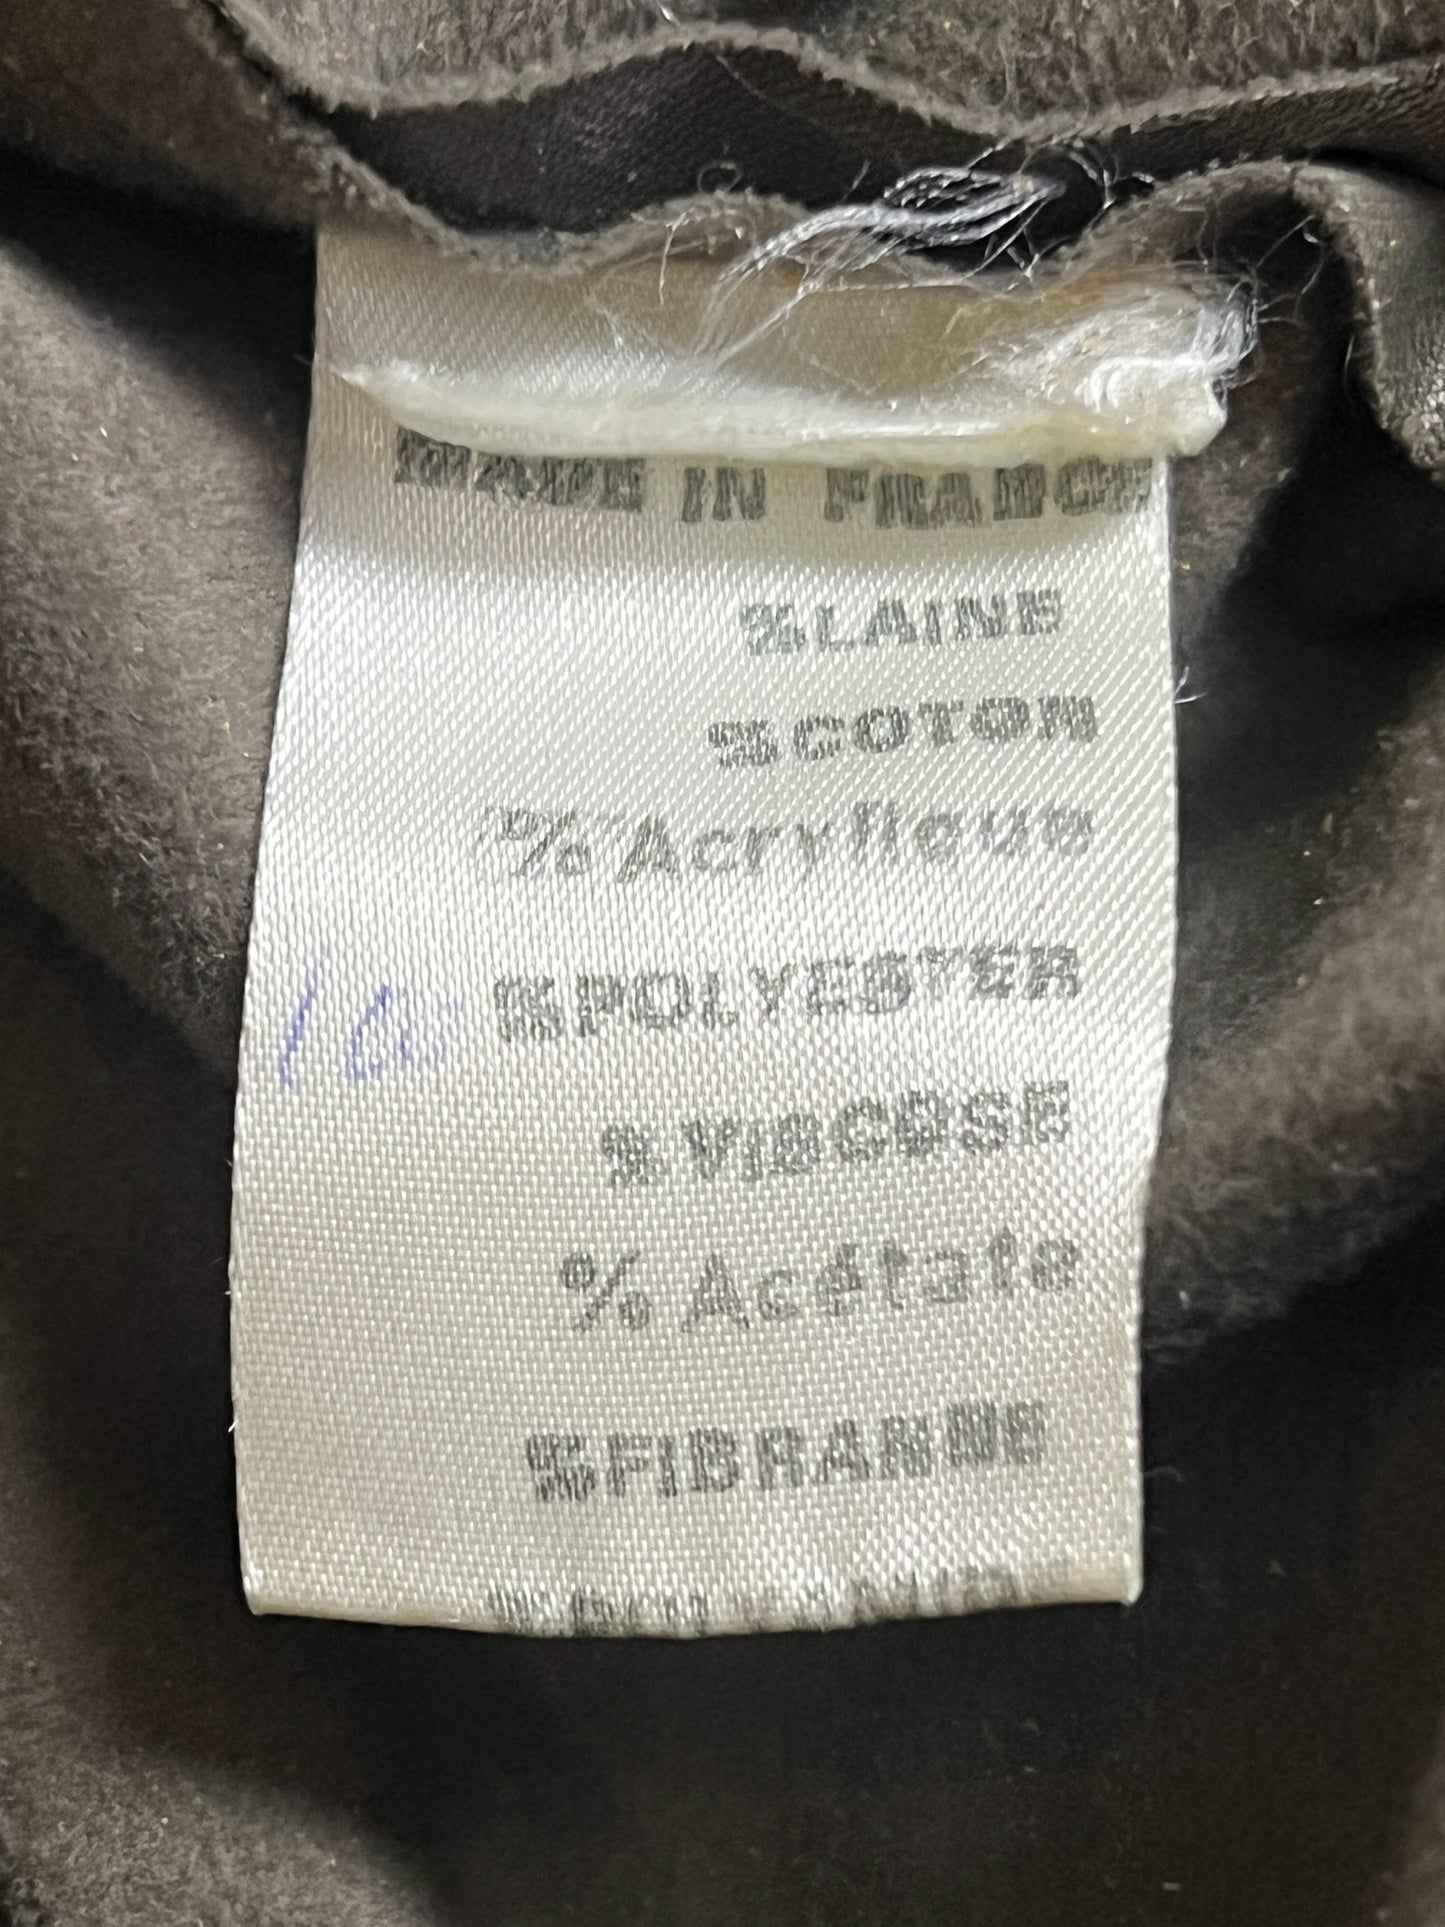 MADE IN FRANCE
% LAINE
% COTON
% Acrylique
100 % POLYESTER
% VISCOSE
% Acétate
% FIBRANNE